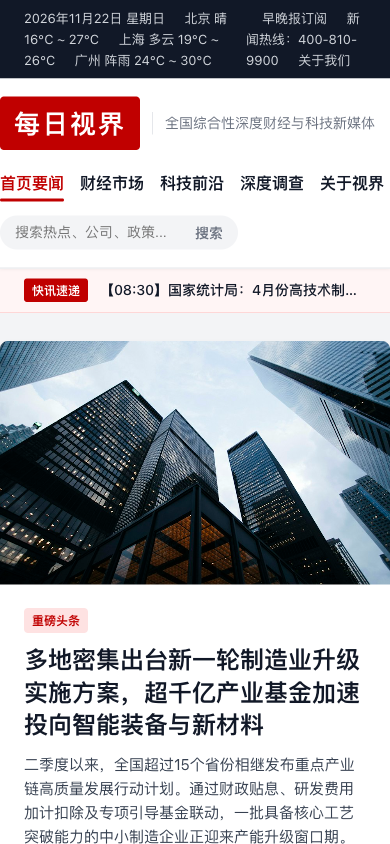 2026年11月22日 星期日 北京 晴 16°C ~ 27°C 上海 多云 19°C ~ 26°C 广州 阵雨 24°C ~ 30°C
早晚报订阅 新闻热线：400-810-9900 关于我们
每日视界
全国综合性深度财经与科技新媒体
首页要闻 财经市场 科技前沿 深度调查 关于视界
搜索热点、公司、政策... 搜索
快讯速递 【08:30】国家统计局：4月份高技术制...
重磅头条
多地密集出台新一轮制造业升级
实施方案，超千亿产业基金加速
投向智能装备与新材料
二季度以来，全国超过15个省份相继发布重点产业
链高质量发展行动计划。通过财政贴息、研发费用
加计扣除及专项引导基金联动，一批具备核心工艺
突破能力的中小制造企业正迎来产能升级窗口期。